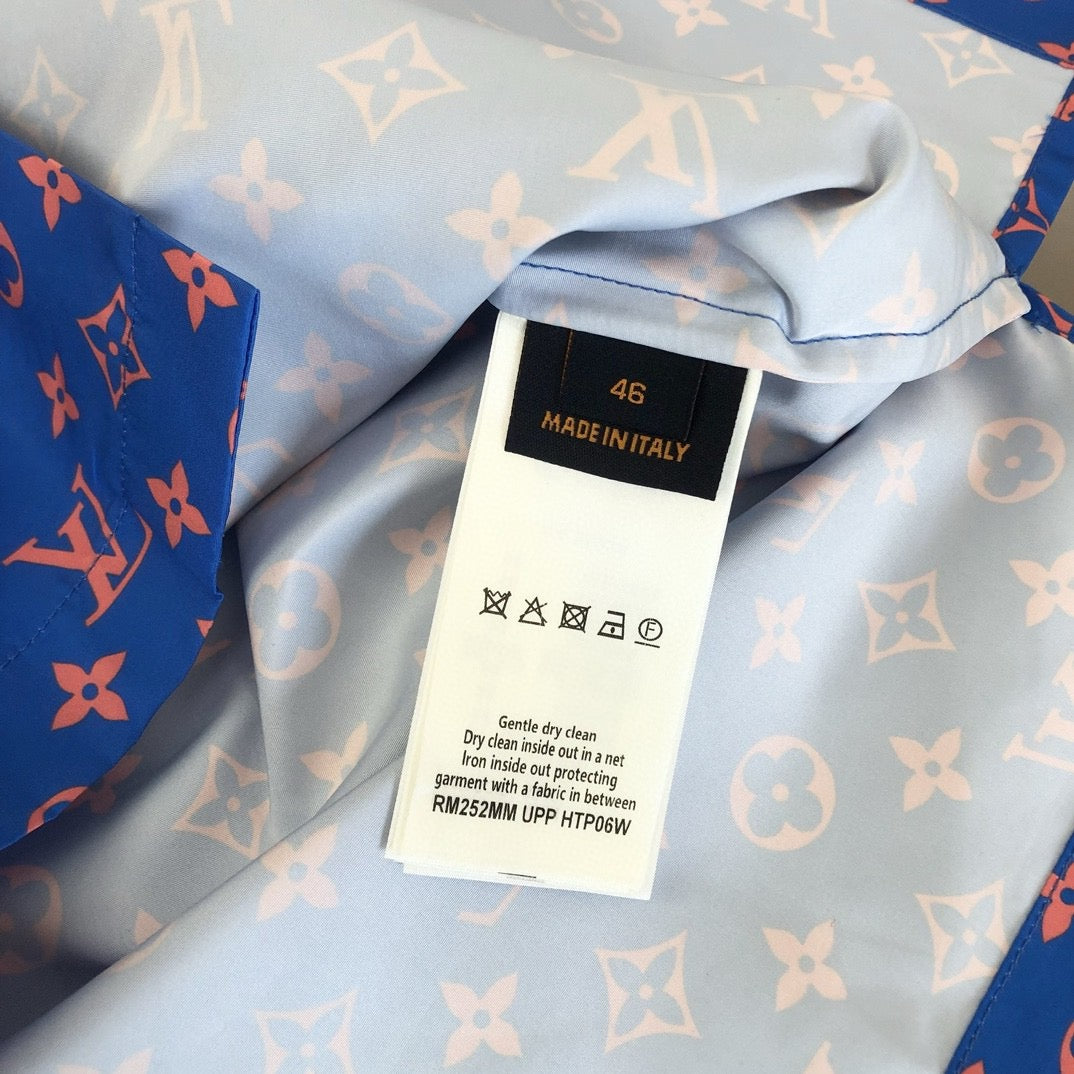 46
MADE IN ITALY
F
Gentle dry clean
Dry clean inside out in a net
Iron inside out protecting
garment with a fabric in between
RM252MM UPP HTP06W